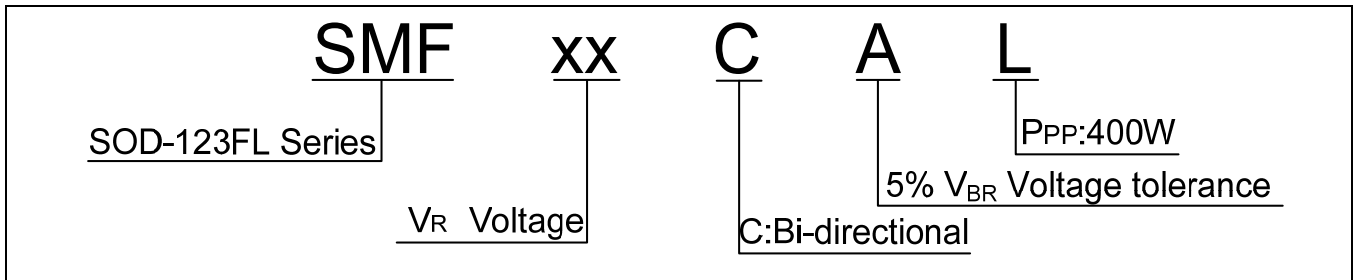 SMF xx C A L
SOD-123FL Series
PPP:400W
5% VBR Voltage tolerance
VR Voltage
C:Bi-directional